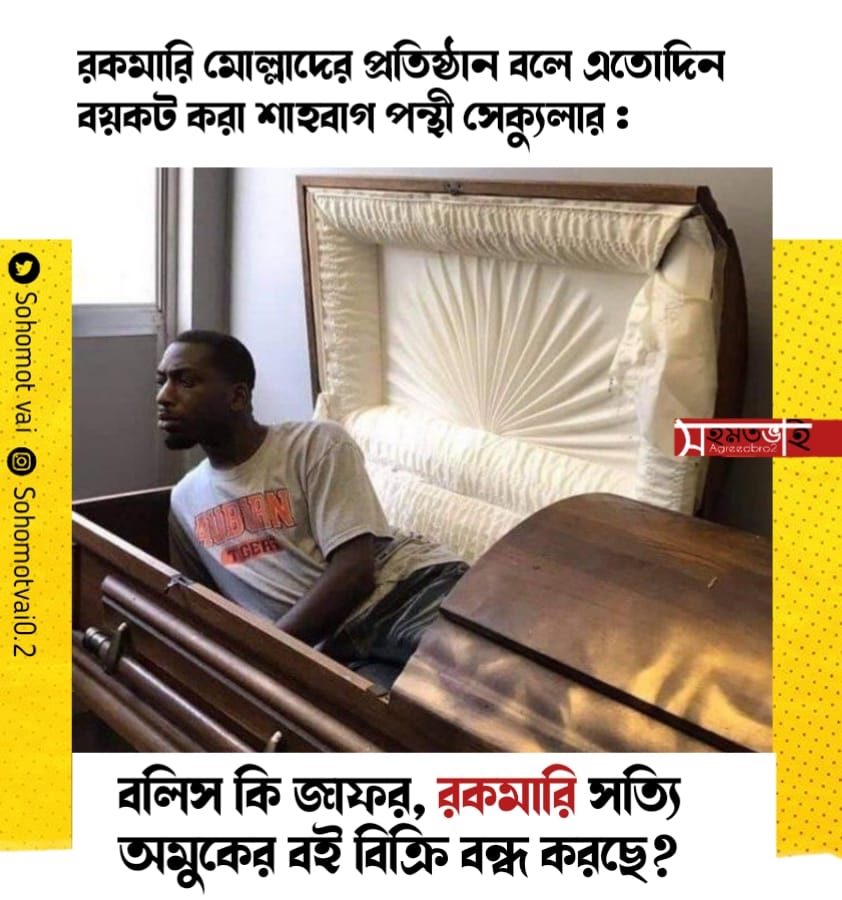 রকমারি মোল্লাদের প্রতিষ্ঠান বলে এতোদিন
বয়কট করা শাহবাগ পন্থী সেক্যুলার :
Sohomot vai
Sohomotvai0.2
AUBURN
TIGERS
সহমতভাই
Agreedbro2
বলিস কি জাফর, রকমারি সত্যি
অমুকের বই বিক্রি বন্ধ করছে?